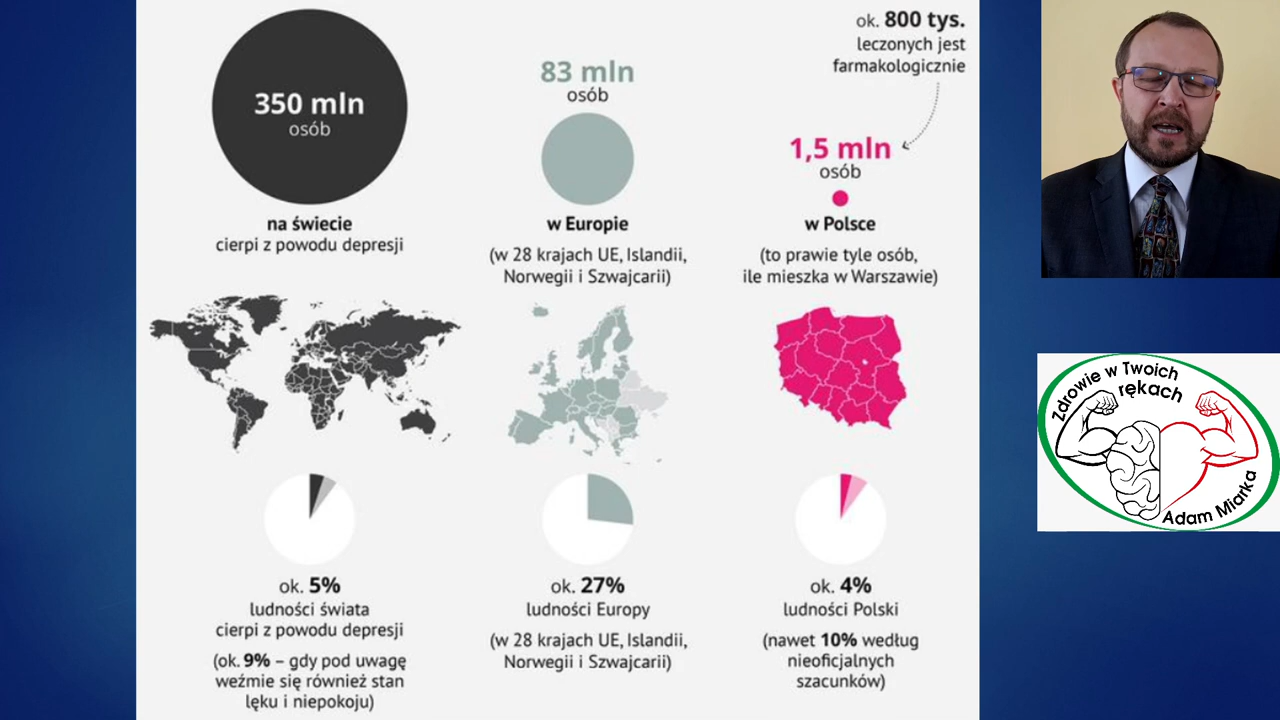 350 mln
osób
na świecie
cierpi z powodu depresji
83 mln
osób
w Europie
(w 28 krajach UE, Islandii,
Norwegii i Szwajcarii)
ok. 800 tys.
leczonych jest
farmakologicznie
1,5 mln
osób
w Polsce
(to prawie tyle osób,
ile mieszka w Warszawie)
ok. 5%
ludności świata
cierpi z powodu depresji
(ok. 9% – gdy pod uwagę
weźmie się również stan
lęku i niepokoju)
ok. 27%
ludności Europy
(w 28 krajach UE, Islandii,
Norwegii i Szwajcarii)
ok. 4%
ludności Polski
(nawet 10% według
nieoficjalnych
szacunków)
Zdrowie w Twoich
rękach
Adam Miarka